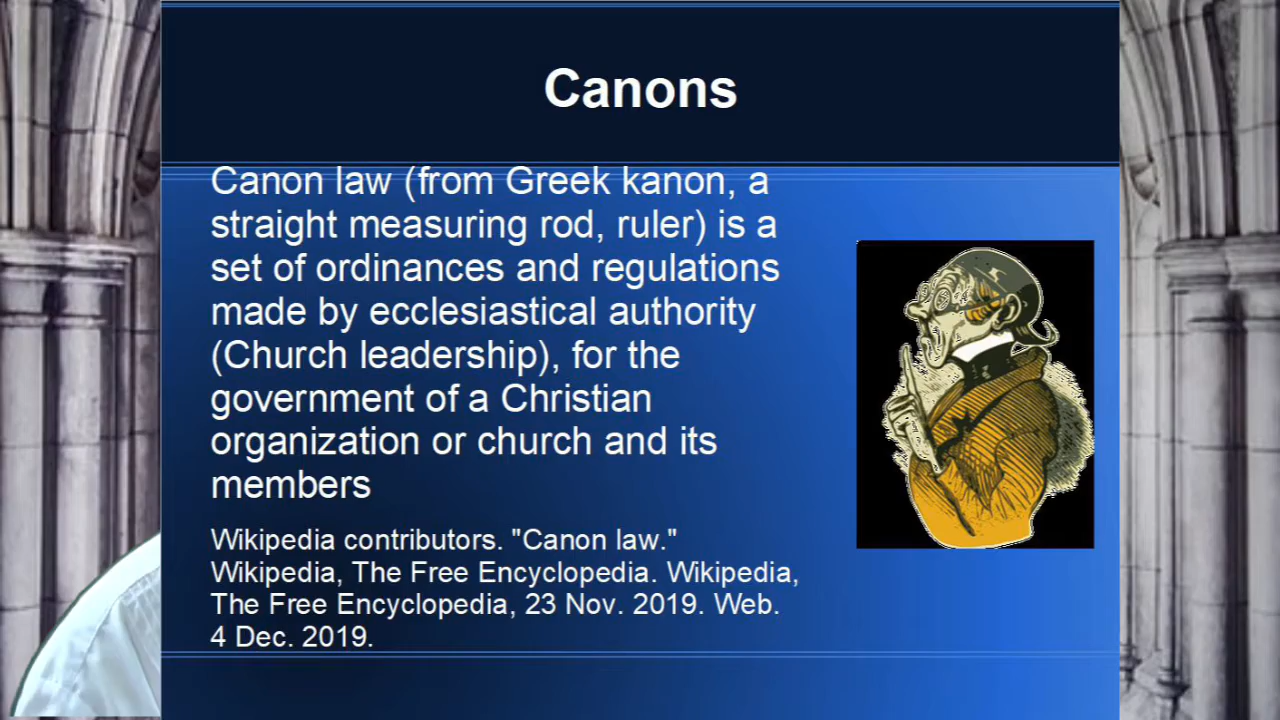 Canons
Canon law (from Greek kanon, a
straight measuring rod, ruler) is a
set of ordinances and regulations
made by ecclesiastical authority
(Church leadership), for the
government of a Christian
organization or church and its
members
Wikipedia contributors. "Canon law."
Wikipedia, The Free Encyclopedia. Wikipedia,
The Free Encyclopedia, 23 Nov. 2019. Web.
4 Dec. 2019.